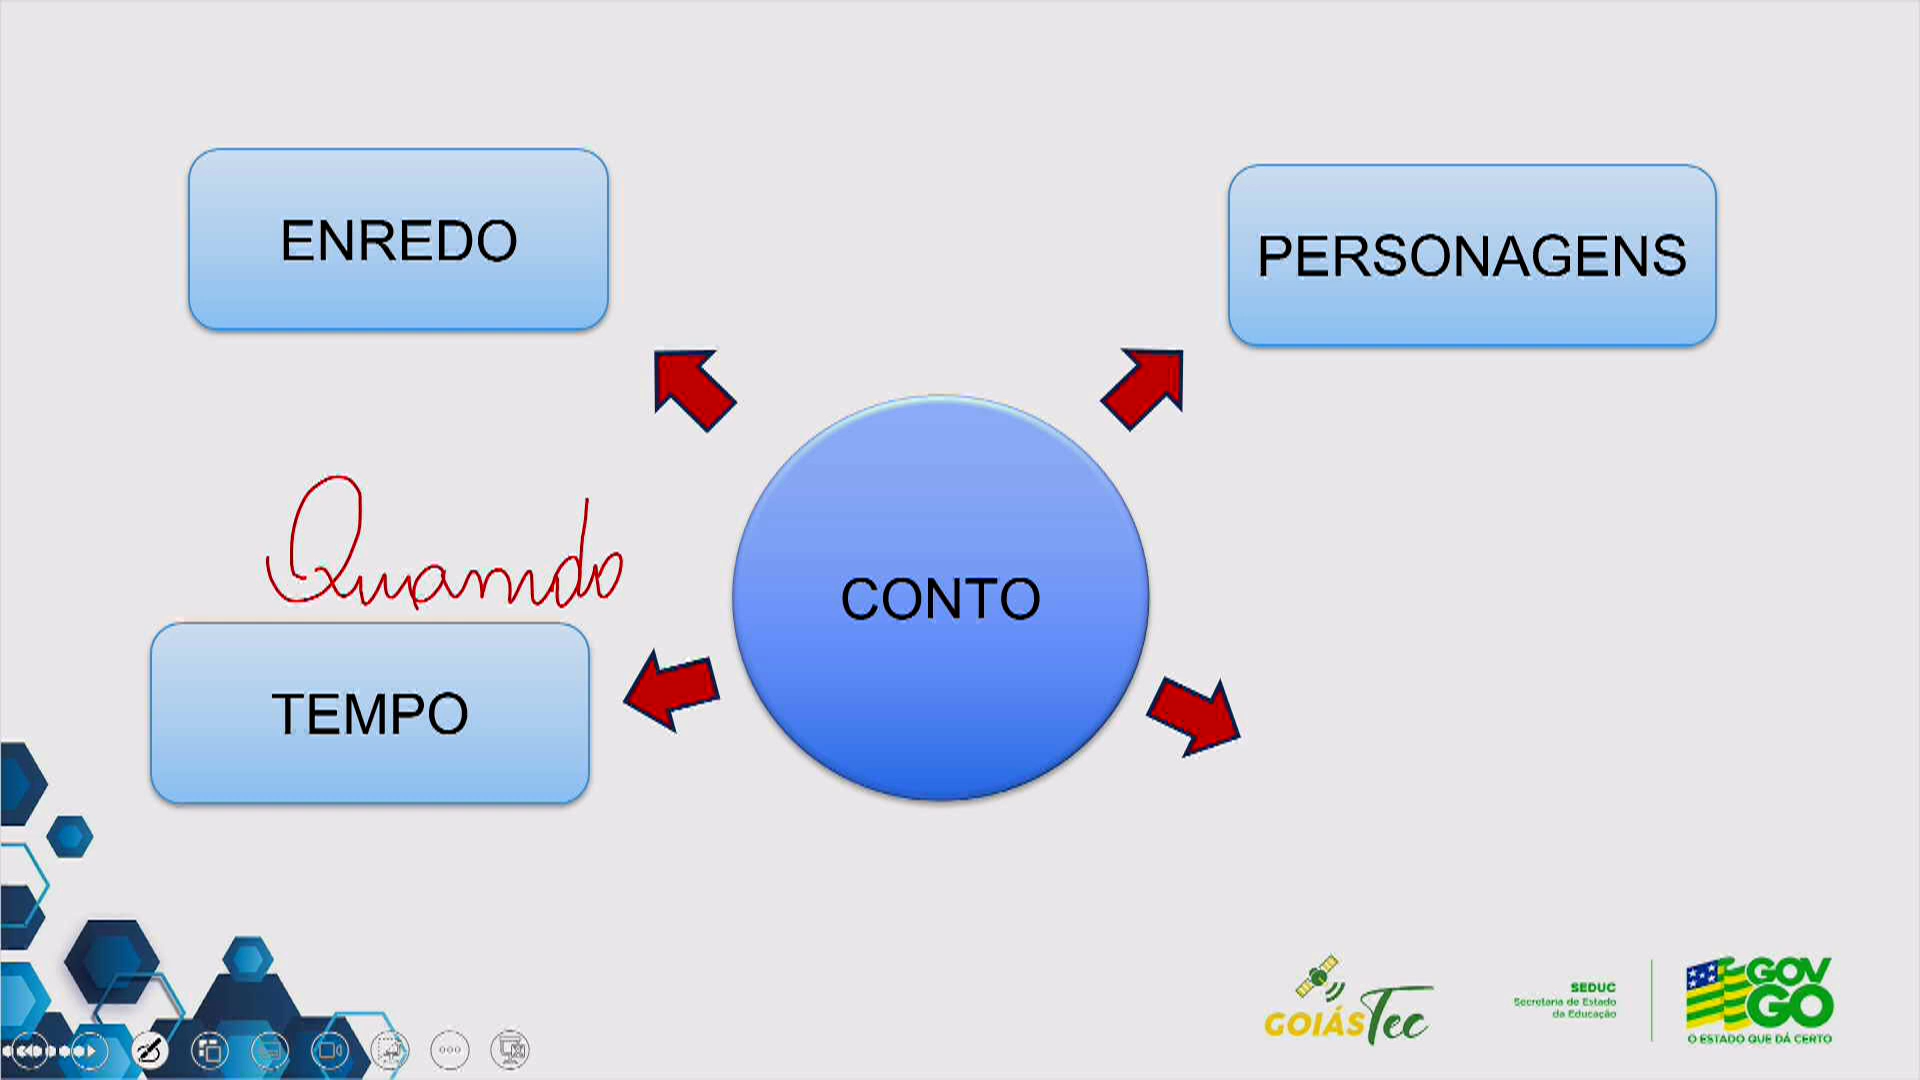 ENREDO
PERSONAGENS
Quando
CONTO
TEMPO
GOIÁSTec
SEDUC
Secretaria de Estado
da Educação
GOV
GO
O ESTADO QUE DÁ CERTO